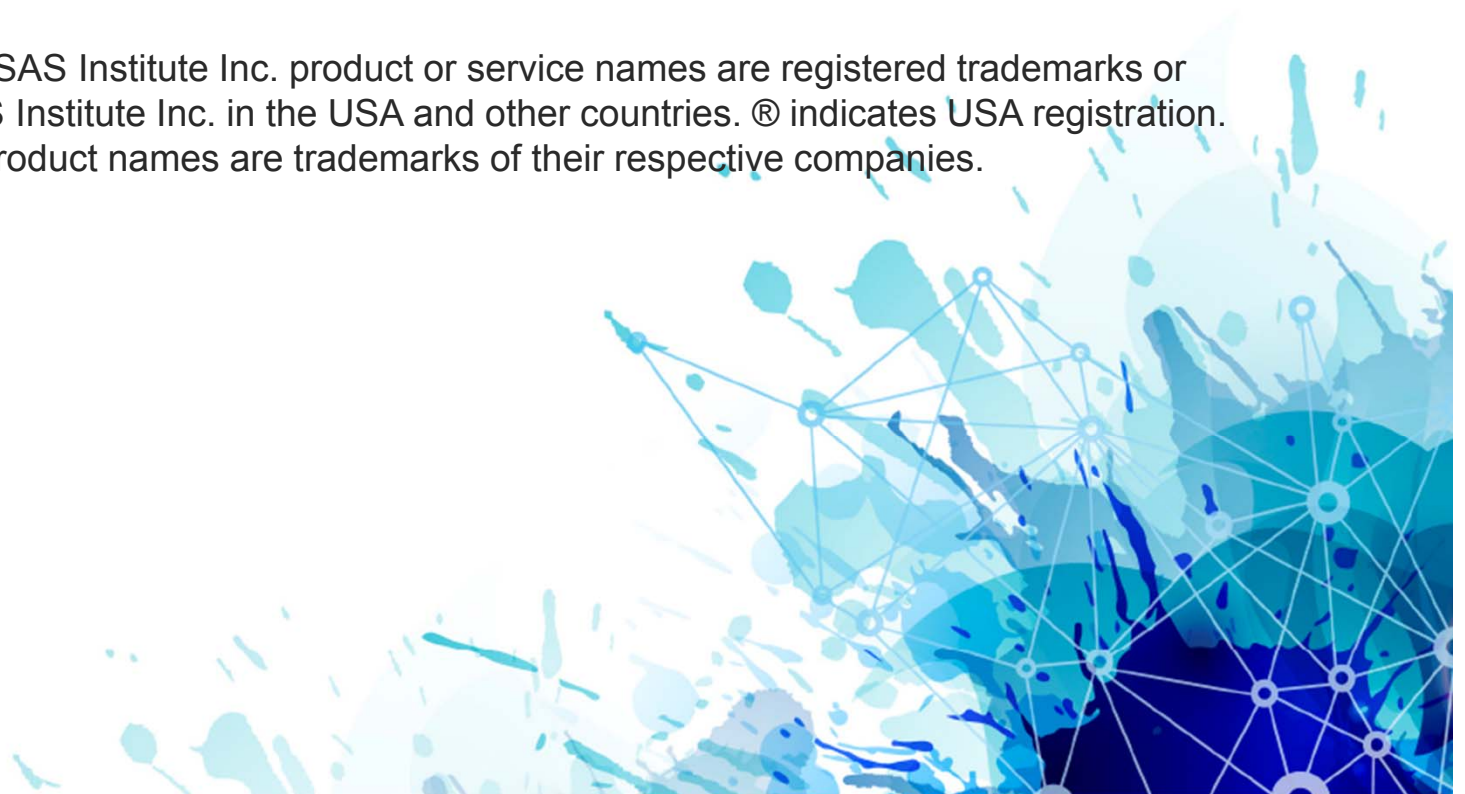 SAS Institute Inc. product or service names are registered trademarks or
S Institute Inc. in the USA and other countries. ® indicates USA registration.
roduct names are trademarks of their respective companies.